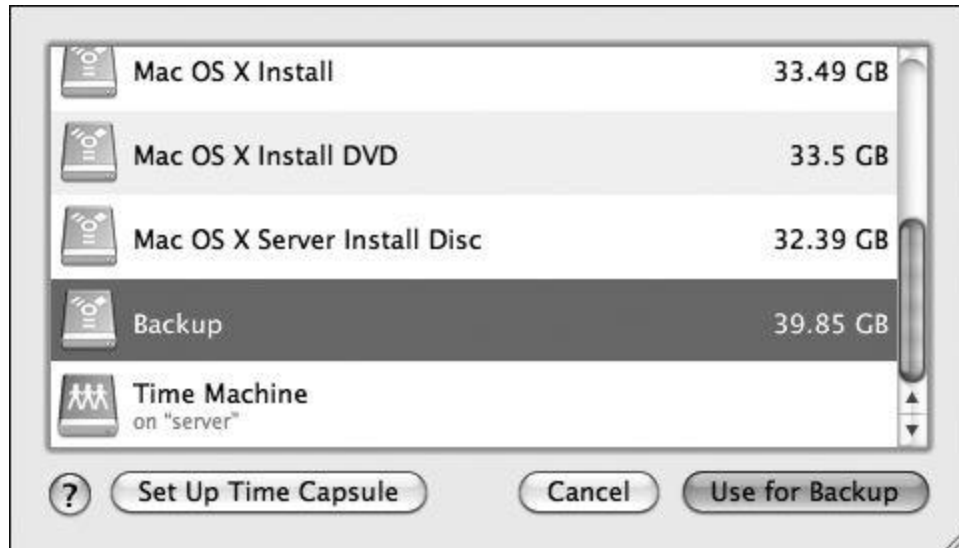 Mac OS X Install 33.49 GB
Mac OS X Install DVD 33.5 GB
Mac OS X Server Install Disc 32.39 GB
Backup 39.85 GB
Time Machine
on "server"
? Set Up Time Capsule Cancel Use for Backup